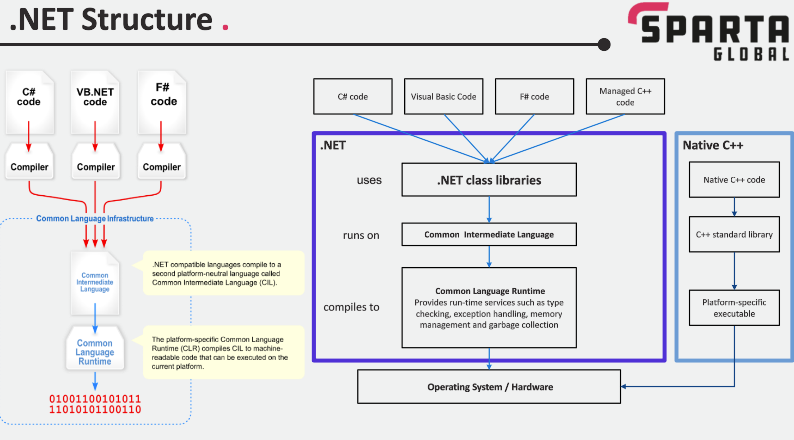 .NET Structure .
SPARTA
GLOBAL
C#
code
VB.NET
code
F#
code
Compiler
Compiler
Compiler
Common Language Infrastructure
Common
Intermediate
Language
.NET compatible languages compile to a
second platform-neutral language called
Common Intermediate Language (CIL).
Common
Language
Runtime
The platform-specific Common Language
Runtime (CLR) compiles CIL to machine-
readable code that can be executed on the
current platform.
01001100101011
11010101100110
C# code
Visual Basic Code
F# code
Managed C++
code
.NET
uses
.NET class libraries
runs on
Common Intermediate Language
compiles to
Common Language Runtime
Provides run-time services such as type
checking, exception handling, memory
management and garbage collection
Operating System / Hardware
Native C++
Native C++ code
C++ standard library
Platform-specific
executable